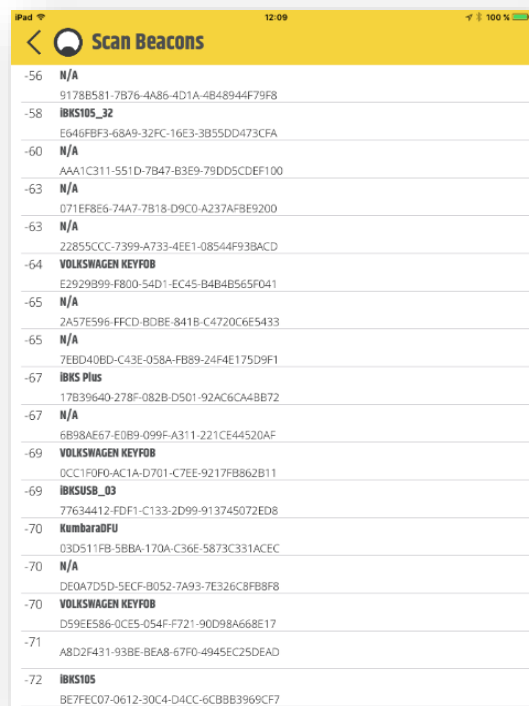 iPad 12:09 100 %
Scan Beacons
-56 N/A
9178B581-7B76-4A86-4D1A-4B48944F79F8
-58 iBKS105_32
E646FBF3-68A9-32FC-16E3-3B55DD473CFA
-60 N/A
AAA1C311-551D-7B47-B3E9-79DD5CDEF100
-63 N/A
071EF8E6-74A7-7B18-D9C0-A237AFBE9200
-63 N/A
22855CCC-7399-A733-4EE1-08544F93BACD
-64 VOLKSWAGEN KEYFOB
E2929B99-F800-54D1-EC45-B4B4B565F041
-65 N/A
2A57E596-FFCD-BDBE-841B-C4720C6E5433
-65 N/A
7EBD40BD-C43E-058A-FB89-24F4E175D9F1
-67 iBKS Plus
17B39640-278F-082B-D501-92AC6CA4BB72
-67 N/A
6B98AE67-E0B9-099F-A311-221CE44520AF
-69 VOLKSWAGEN KEYFOB
0CC1F0F0-AC1A-D701-C7EE-9217FB862B11
-69 iBKSUSB_03
77634412-FDF1-C133-2D99-913745072ED8
-70 KumbaraDFU
03D511FB-5BBA-170A-C36E-5873C331ACEC
-70 N/A
DE0A7D5D-5ECF-B052-7A93-7E326C8FB8F8
-70 VOLKSWAGEN KEYFOB
D59EE586-0CE5-054F-F721-90D98A668E17
-71
A8D2F431-93BE-BEA8-67F0-4945EC25DEAD
-72 iBKS105
BE7FEC07-0612-30C4-D4CC-6CBBB3969CF7